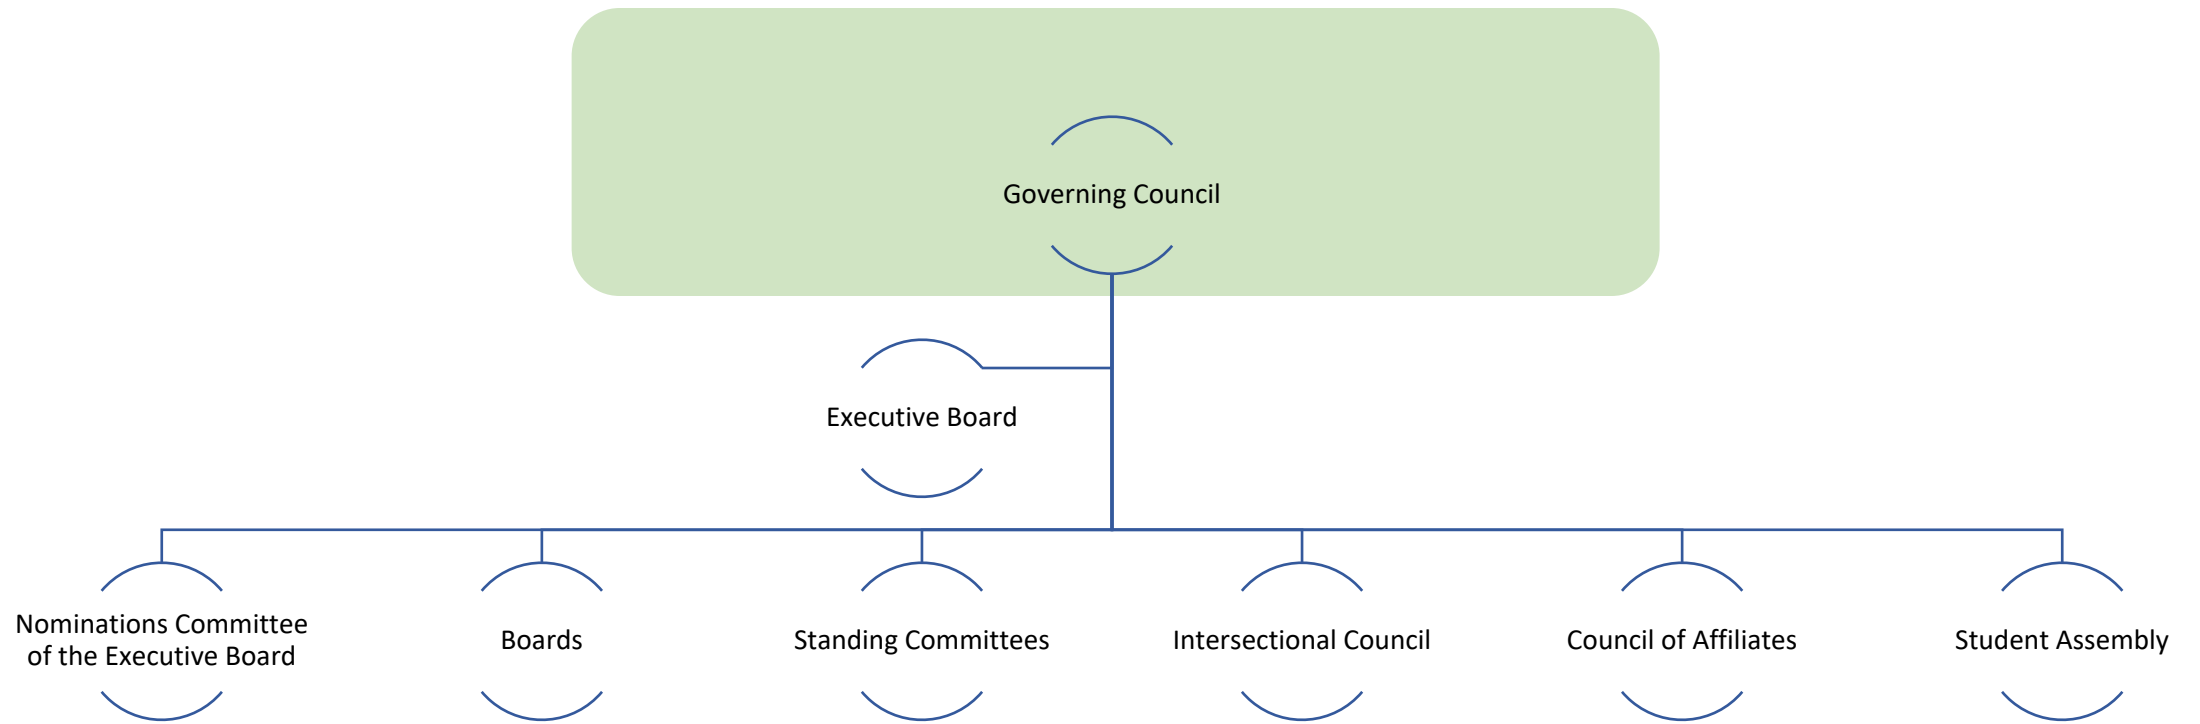 Governing Council
Executive Board
Nominations Committee
of the Executive Board
Boards
Standing Committees
Intersectional Council
Council of Affiliates
Student Assembly